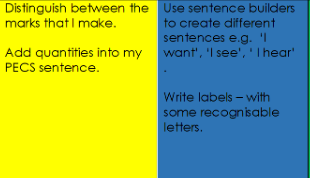 Distinguish between the
marks that I make.
Add quantities into my
PECS sentence.
Use sentence builders
to create different
sentences e.g.  'I
want', 'I see', ' I hear'
.
Write labels – with
some recognisable
letters.